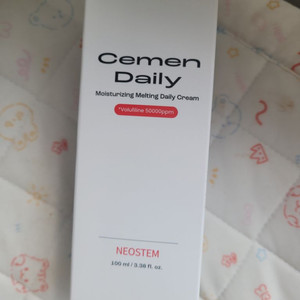 Cemen
Daily
Moisturizing Melting Daily Cream
*Volufiline 50000ppm
NEOSTEM
100 ml / 3.38 fl. oz.